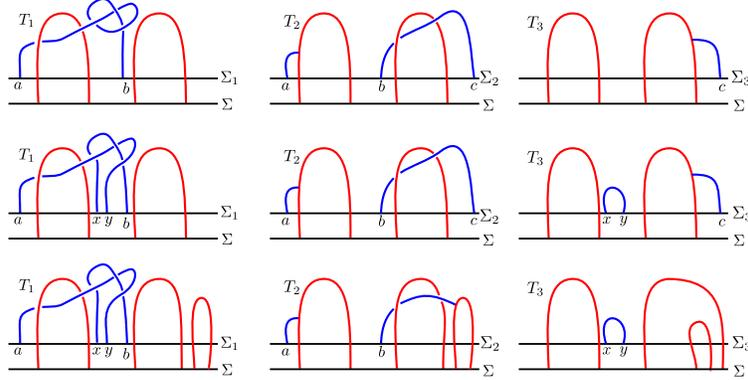 T₁ T₂ T₃
a b Σ₁ a b c Σ₂ c Σ₃
Σ Σ Σ
T₁ T₂ T₃
a x y b Σ₁ a b c Σ₂ x y c Σ₃
Σ Σ Σ
T₁ T₂ T₃
a x y b Σ₁ a b Σ₂ x y Σ₃
Σ Σ Σ